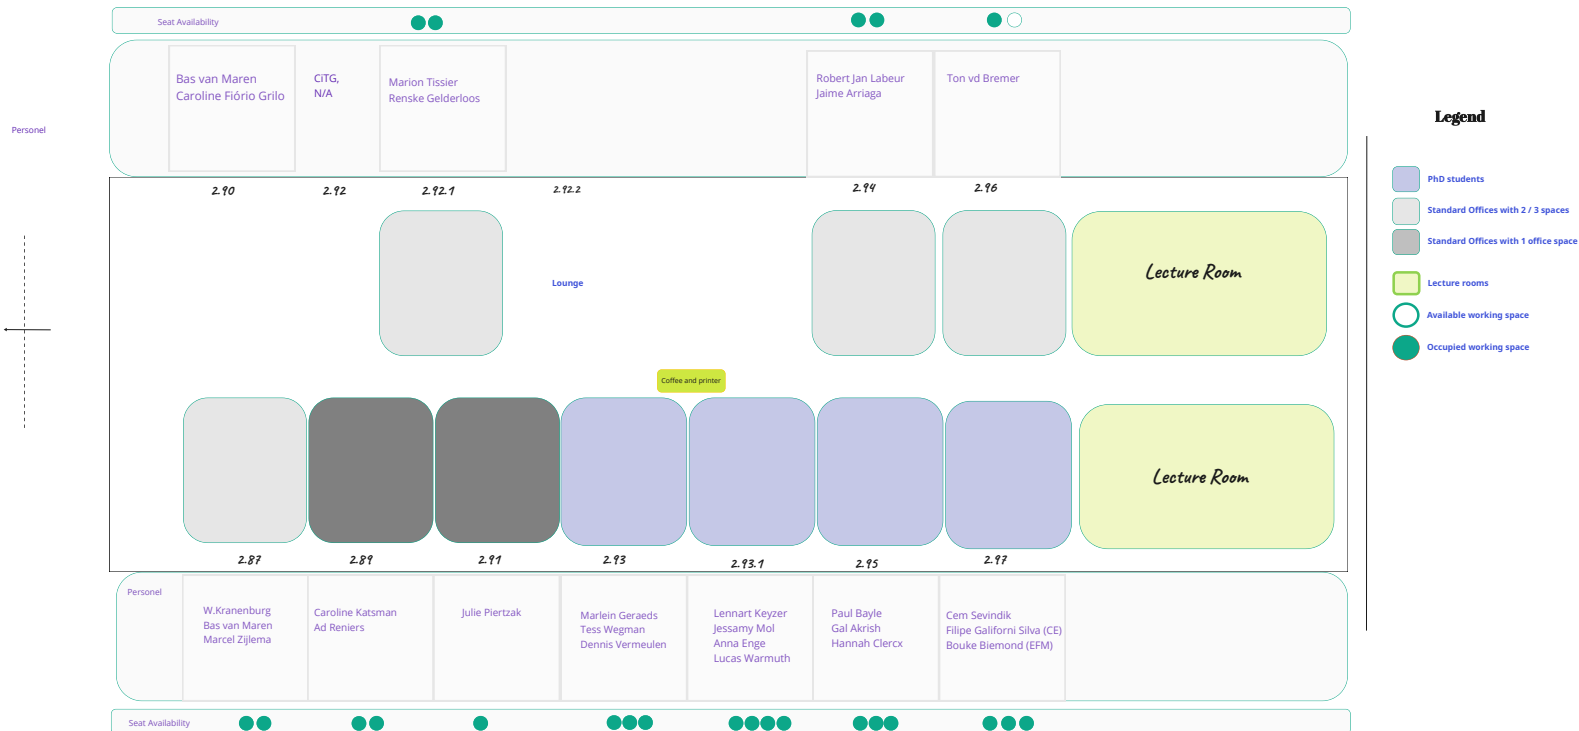 Seat Availability
Bas van Maren
Caroline Fiório Grilo
CiTG,
N/A
Marion Tissier
Renske Gelderloos
Robert Jan Labeur
Jaime Arriaga
Ton vd Bremer
Personel
Legend
2.90
2.92
2.92.1
2.92.2
2.94
2.96
PhD students
Standard Offices with 2 / 3 spaces
Standard Offices with 1 office space
Lecture rooms
Available working space
Occupied working space
Lounge
Lecture Room
Coffee and printer
Lecture Room
2.87
2.89
2.91
2.93
2.93.1
2.95
2.97
Personel
W.Kranenburg
Bas van Maren
Marcel Zijlema
Caroline Katsman
Ad Reniers
Julie Piertzak
Marlein Geraeds
Tess Wegman
Dennis Vermeulen
Lennart Keyzer
Jessamy Mol
Anna Enge
Lucas Warmuth
Paul Bayle
Gal Akrish
Hannah Clercx
Cem Sevindik
Filipe Galiforni Silva (CE)
Bouke Biemond (EFM)
Seat Availability